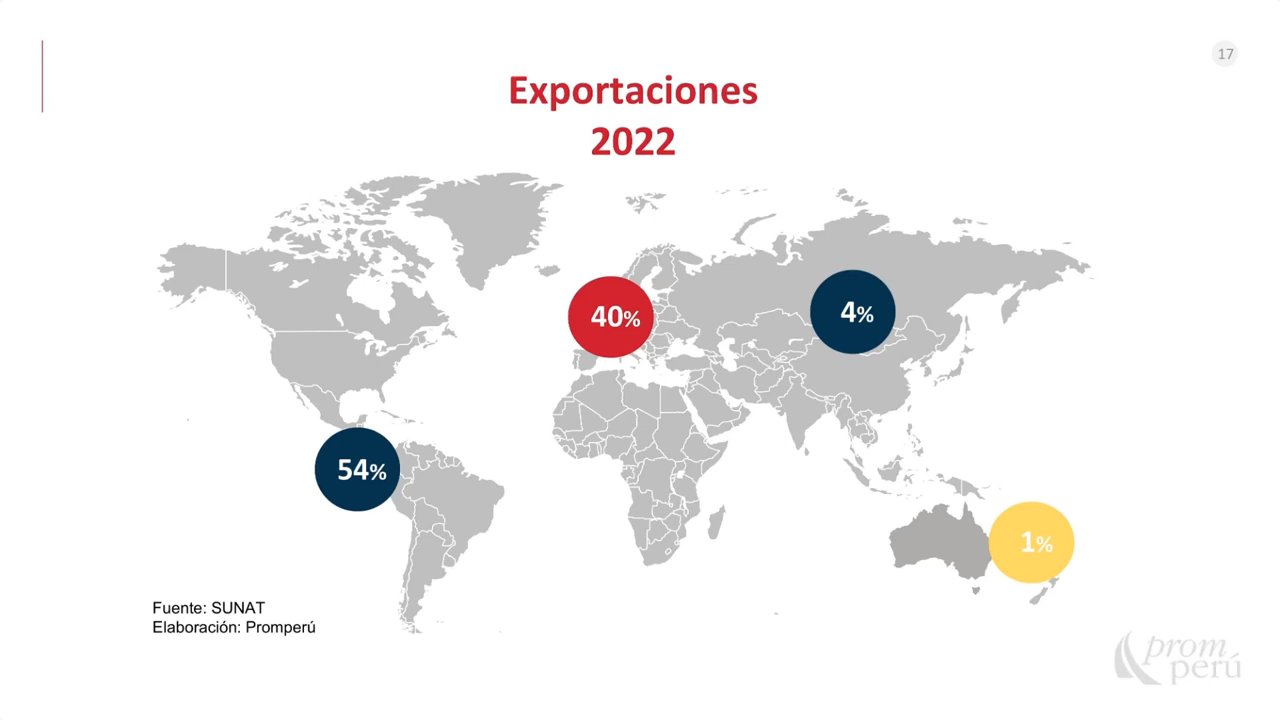 17
Exportaciones
2022
40%
4%
54%
1%
Fuente: SUNAT
Elaboración: Promperú
prom
perú